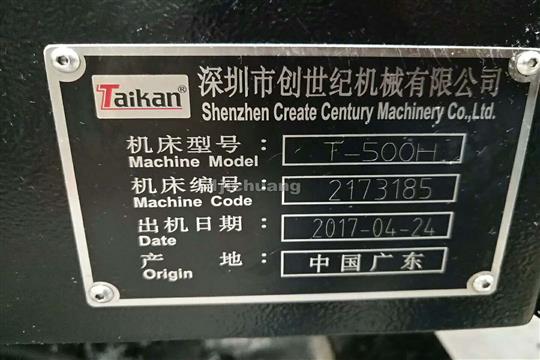 Taikan®
深圳市创世纪机械有限公司
Shenzhen Create Century Machinery Co.,Ltd.
机床型号：
Machine Model
T-500H
机床编号：
Machine Code
2173185
出机日期：
Date
2017-04-24
产 地：
Origin
中国广东